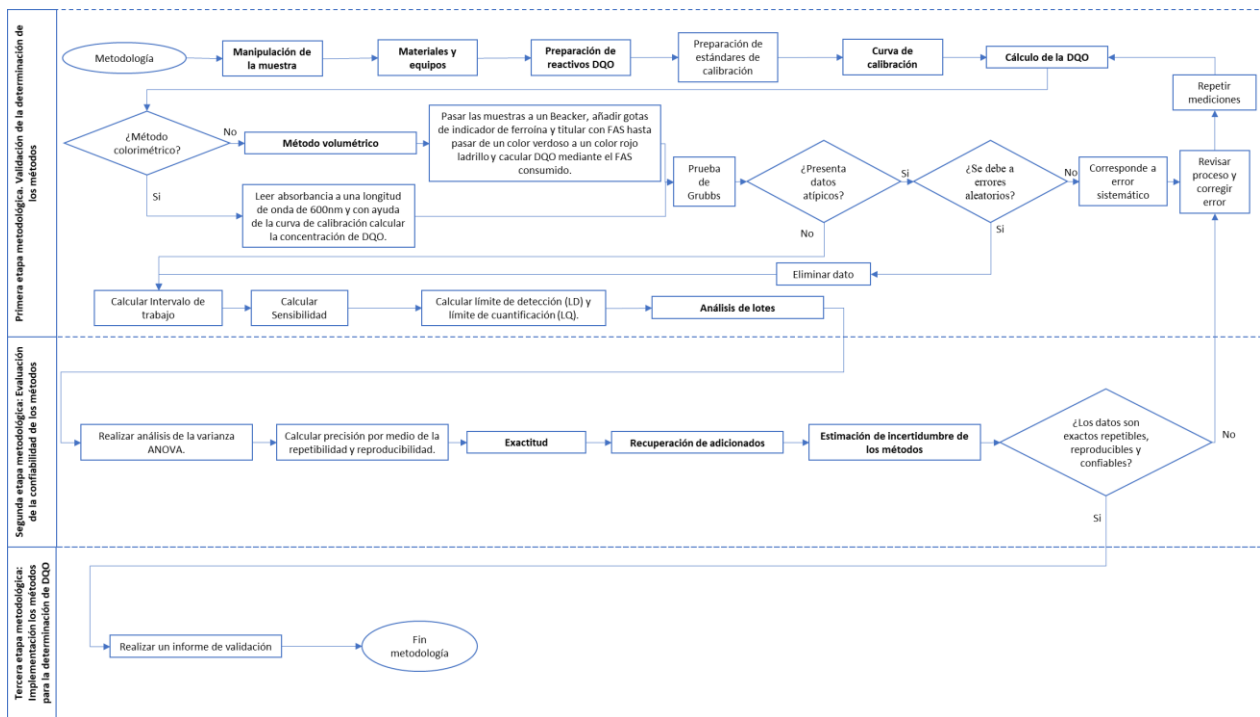 Primera etapa metodológica. Validación de la determinación de
los métodos
Metodología
Manipulación de
la muestra
Materiales y
equipos
Preparación de
reactivos DQO
Preparación de
estándares de
calibración
Curva de
calibración
Cálculo de la DQO
Repetir
mediciones
¿Método
colorimétrico?
No
Método volumétrico
Pasar las muestras a un Beacker, añadir gotas
de indicador de ferroína y titular con FAS hasta
pasar de un color verdoso a un color rojo
ladrillo y cacular DQO mediante el FAS
consumido.
Si
Leer absorbancia a una longitud
de onda de 600nm y con ayuda
de la curva de calibración calcular
la concentración de DQO.
Prueba
de
Grubbs
¿Presenta
datos
atípicos?
Si
No
¿Se debe a
errores
aleatorios?
No
Si
Corresponde a
error
sistemático
Revisar
proceso y
corregir
error
Eliminar dato
Calcular Intervalo de
trabajo
Calcular
Sensibilidad
Calcular límite de detección (LD) y
límite de cuantificación (LQ).
Análisis de lotes
Segunda etapa metodológica: Evaluación
de la confiabilidad de los métodos
Realizar análisis de la varianza
ANOVA.
Calcular precisión por medio de la
repetibilidad y reproducibilidad.
Exactitud
Recuperación de adicionados
Estimación de incertidumbre de
los métodos
¿Los datos son
exactos repetibles,
reproducibles y
confiables?
No
Si
Tercera etapa metodológica:
Implementación los métodos
para la determinación de DQO
Realizar un informe de validación
Fin
metodología